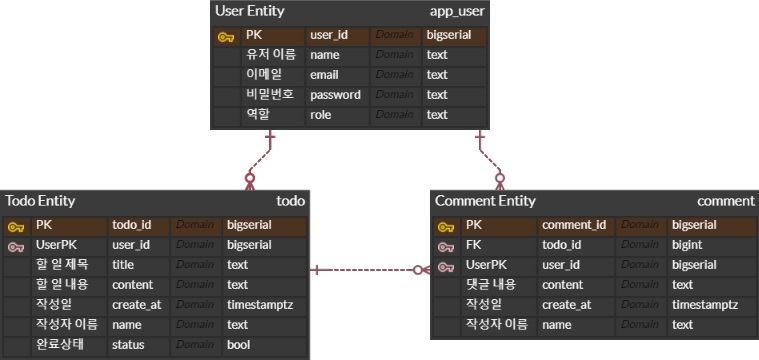 User Entity app_user
PK user_id Domain bigserial
유저 이름 name Domain text
이메일 email Domain text
비밀번호 password Domain text
역할 role Domain text
Todo Entity todo
PK todo_id Domain bigserial
UserPK user_id Domain bigserial
할 일 제목 title Domain text
할 일 내용 content Domain text
작성일 create_at Domain timestamptz
작성자 이름 name Domain text
완료상태 status Domain bool
Comment Entity comment
PK comment_id Domain bigserial
FK todo_id Domain bigint
UserPK user_id Domain bigserial
댓글 내용 content Domain text
작성일 create_at Domain timestamptz
작성자 이름 name Domain text